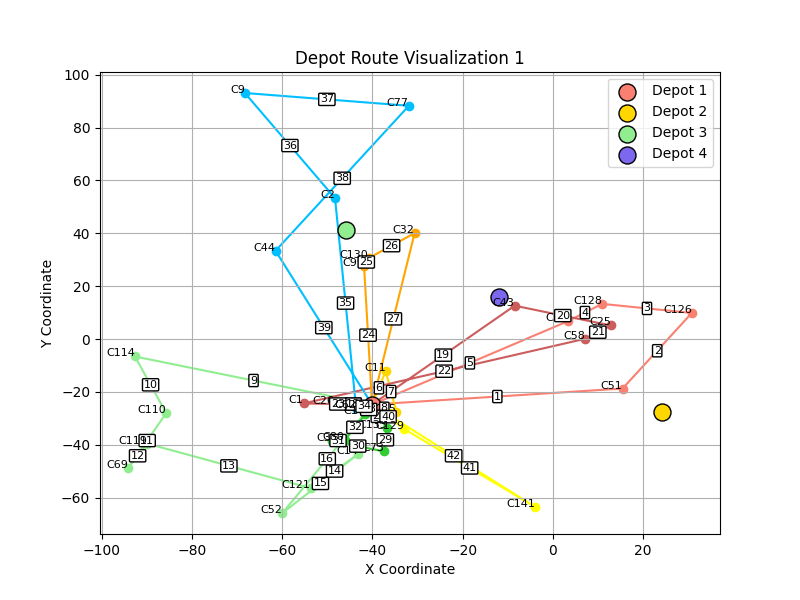 Depot Route Visualization 1
Y Coordinate
X Coordinate
100
80
60
40
20
0
−20
−40
−60
−100
−80
−60
−40
−20
0
20
Depot 1
Depot 2
Depot 3
Depot 4
C9
37
C77
36
38
C2
C44
C32
26
C130
25
35
39
24
27
C43
C128
3
C126
20
4
C25
21
C58
19
5
22
2
C114
9
C11
6
7
10
C51
1
C1
34
C110
40
32
C129
11
31
29
30
12
C69
16
13
14
42
41
15
C121
C52
C141